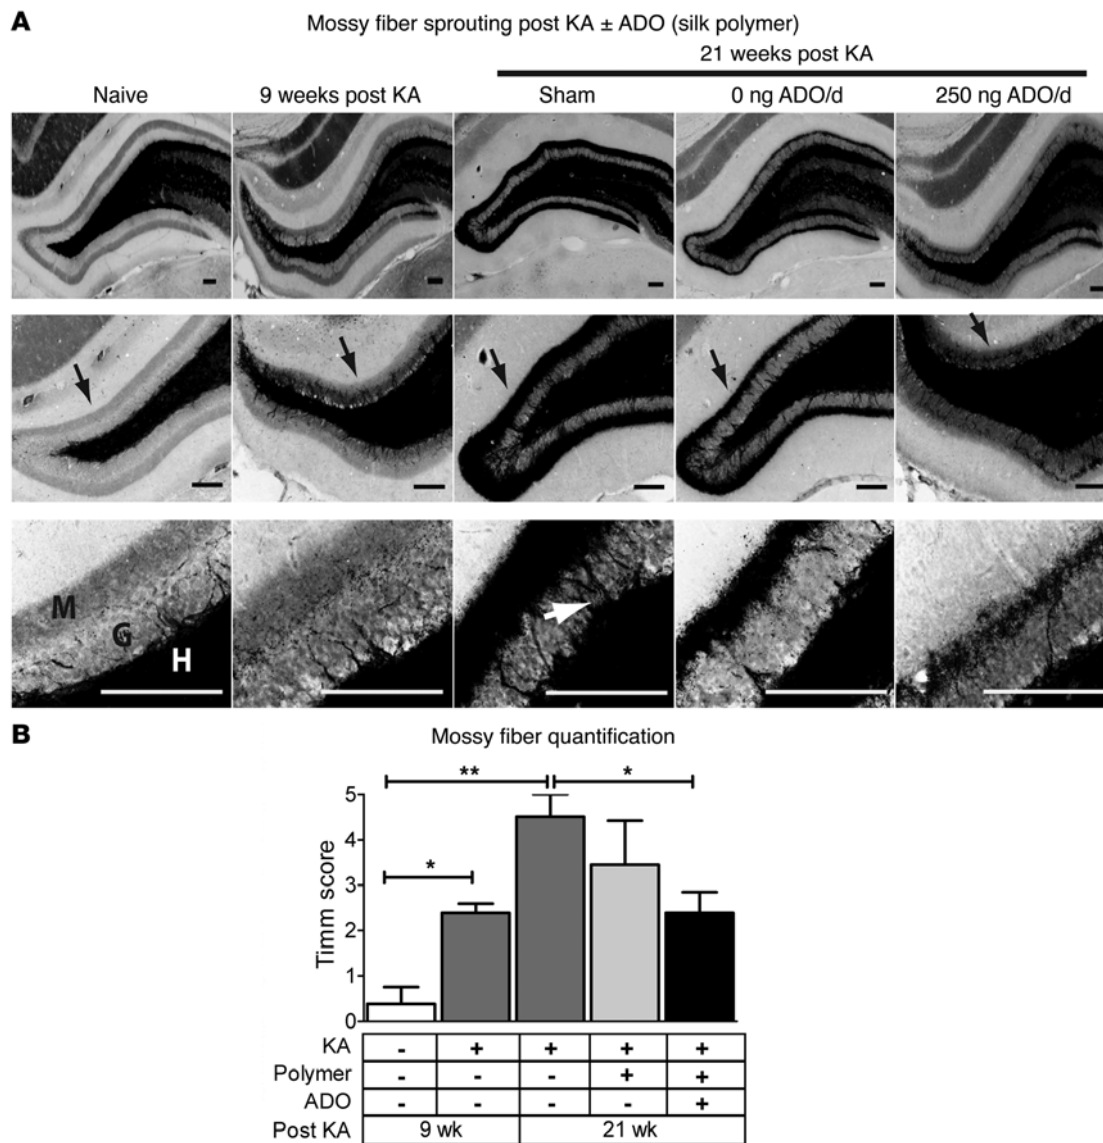 A
Mossy fiber sprouting post KA ± ADO (silk polymer)
21 weeks post KA
Naive 9 weeks post KA Sham 0 ng ADO/d 250 ng ADO/d
M
G
H
B
Mossy fiber quantification
** *
*
Timm score
5
4
3
2
1
0
KA - + + + +
Polymer - - - + +
ADO - - - - +
Post KA 9 wk 21 wk